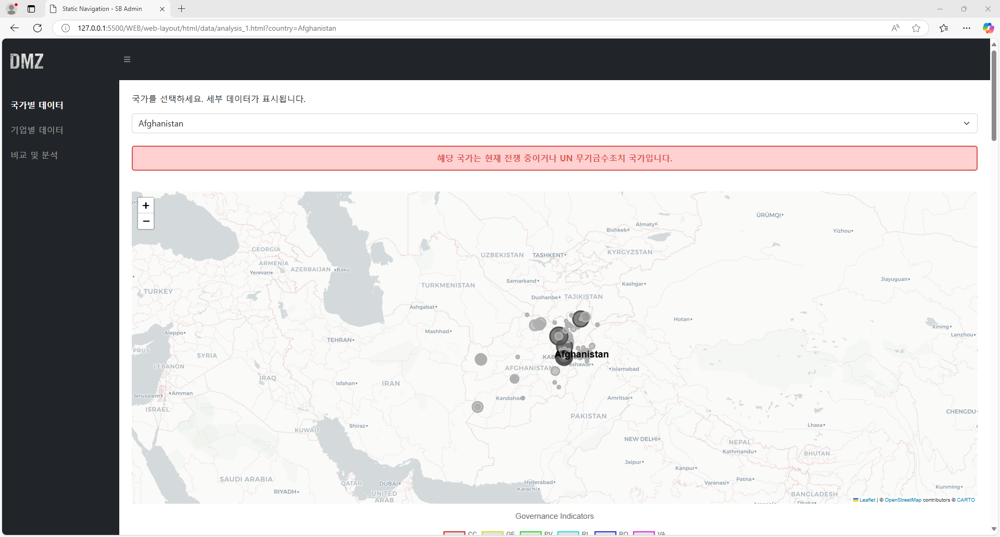 Static Navigation - SB Admin
127.0.0.1:5500/WEB/web-layout/html/data/analysis_1.html?country=Afghanistan
DMZ
국가별 데이터
기업별 데이터
비교 및 분석
국가를 선택하세요. 세부 데이터가 표시됩니다.
Afghanistan
해당 국가는 현재 전쟁 중이거나 UN 무기금수조치 국가입니다.
+
−
ÜRÜMQI
Almaty
Bishkek
Yizhou
GEORGIA
KYRGYZSTAN
UZBEKISTAN
TASHKENT
ARMENIA
AZERBAIJAN
Baku
Yerevan
Jiayuguan
Samarkand
Kashgar
TURKMENISTAN
TURKEY
Dushanbe
TAJIKISTAN
Ashgabat
Hotan
Xining
Mashhad
Aleppo
Lanzhou
TEHRAN
PRUS
SYRIA
KAB
Afghanistan
eshawar
LEBANON
AFGHANISTAN
Islamabad
IRAQ
Isfahan
IRAN
Amman
Jerusalem
Kandahar
Amritsar
ISRAEL
CHENGDU
PAKISTAN
Shiraz
Lhasa
KUWAIT
NEW DELHI
NEPAL
Kathmandu
BHUTAN
Jaipur
Kanpur
SAUDI ARABIA
Patna
QATAR
DUBAI
Hyderabad
Varanasi
Karachi
Kunming
RIYADH
UNITED
ARAB
BANGLADESH
Dhaka
Leaflet | © OpenStreetMap contributors © CARTO
Governance Indicators
CC GE PV RL RQ VA